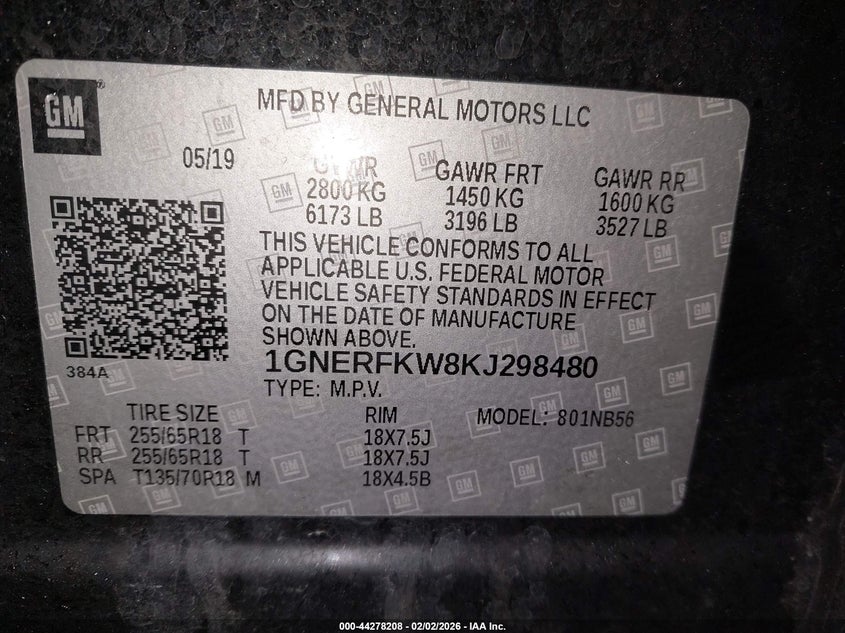 GM
MFD BY GENERAL MOTORS LLC
05/19
GVWR
2800 KG
6173 LB
GAWR FRT
1450 KG
3196 LB
GAWR RR
1600 KG
3527 LB
THIS VEHICLE CONFORMS TO ALL
APPLICABLE U.S. FEDERAL MOTOR
VEHICLE SAFETY STANDARDS IN EFFECT
ON THE DATE OF MANUFACTURE
SHOWN ABOVE.
384A
1GNERFKW8KJ298480
TYPE: M.P.V.
TIRE SIZE RIM MODEL: 801NB56
FRT 255/65R18 T 18X7.5J
RR 255/65R18 T 18X7.5J
SPA T135/70R18 M 18X4.5B
000-44278208 - 02/02/2026 - IAA Inc.